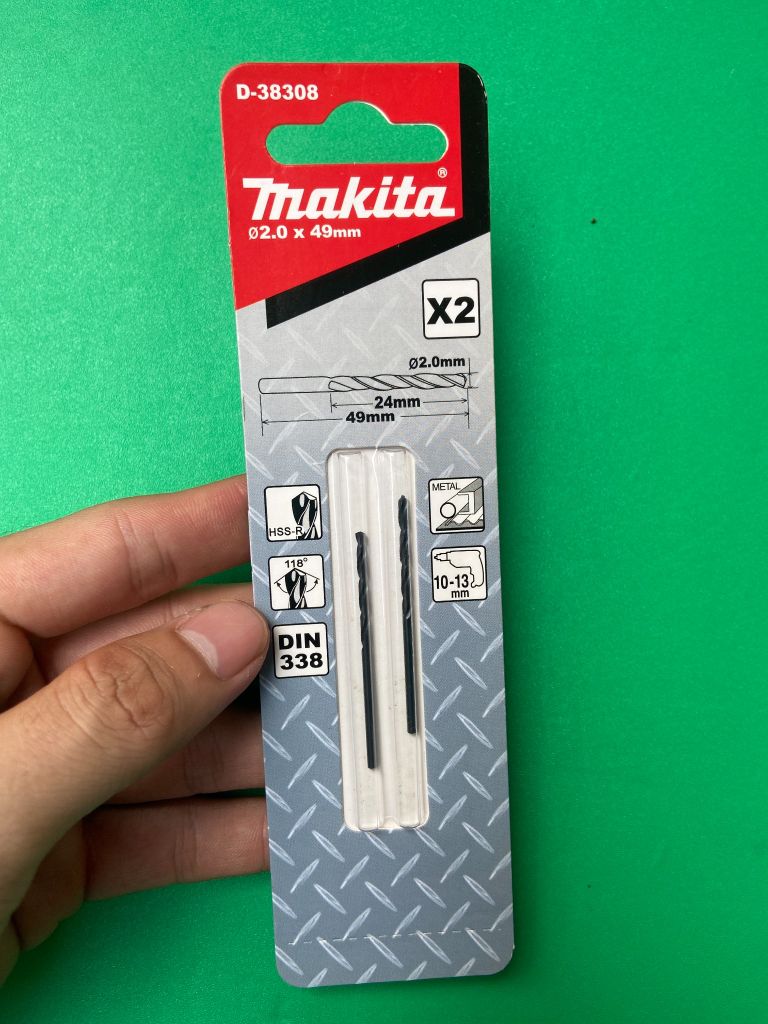 D-38308
makita®
Ø2.0 x 49mm
X2
Ø2.0mm
24mm
49mm
HSS-R
METAL
118°
10-13
mm
DIN
338